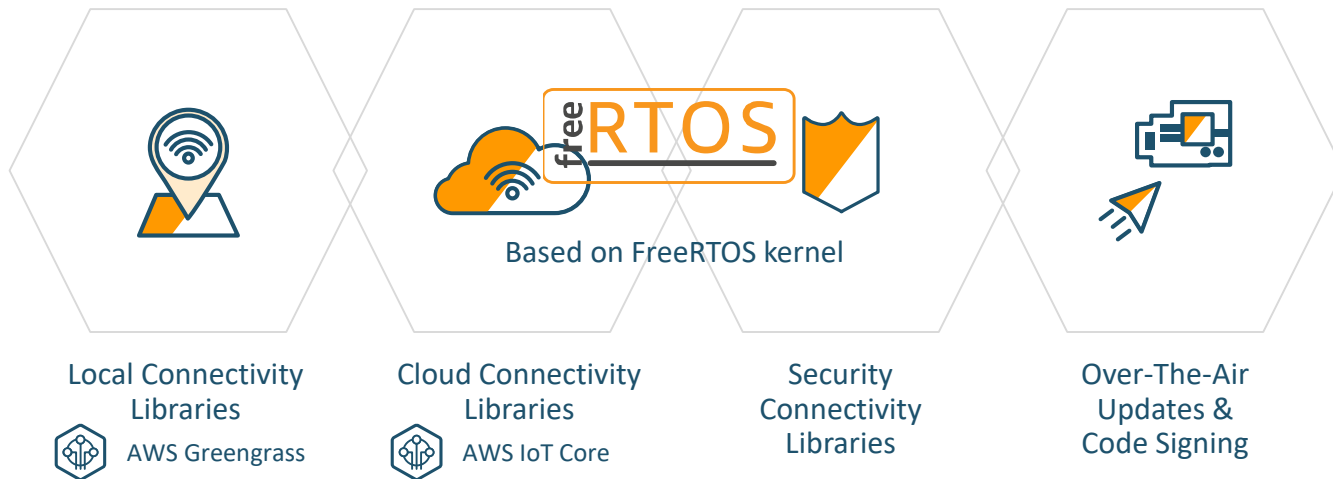 free
RTOS
Based on FreeRTOS kernel
Local Connectivity
Libraries
AWS Greengrass
Cloud Connectivity
Libraries
AWS IoT Core
Security
Connectivity
Libraries
Over-The-Air
Updates &
Code Signing